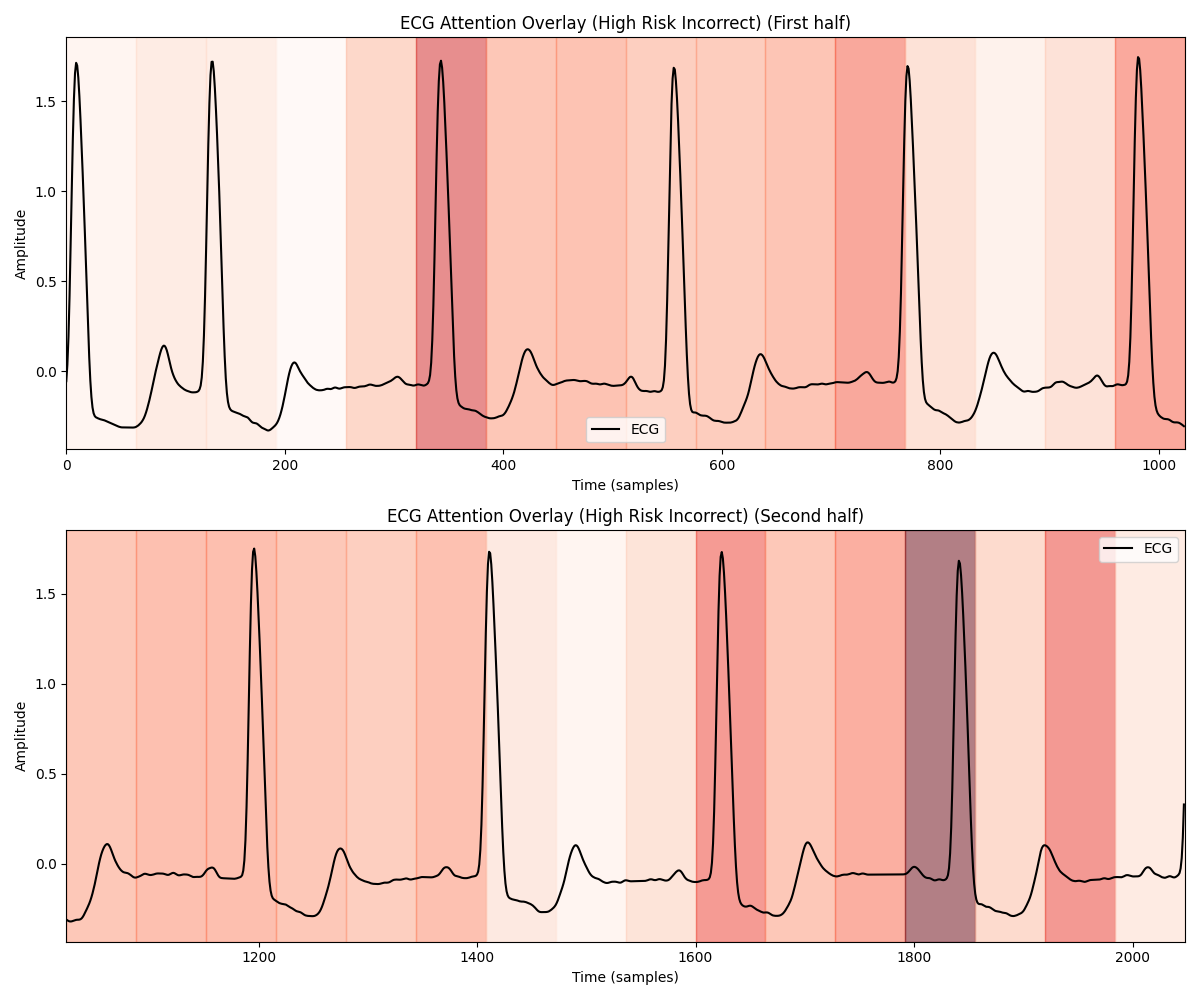 ECG Attention Overlay (High Risk Incorrect) (First half)
Amplitude
1.5
1.0
0.5
0.0
ECG
0 200 400 600 800 1000
Time (samples)
ECG Attention Overlay (High Risk Incorrect) (Second half)
ECG
Amplitude
1.5
1.0
0.5
0.0
1200 1400 1600 1800 2000
Time (samples)